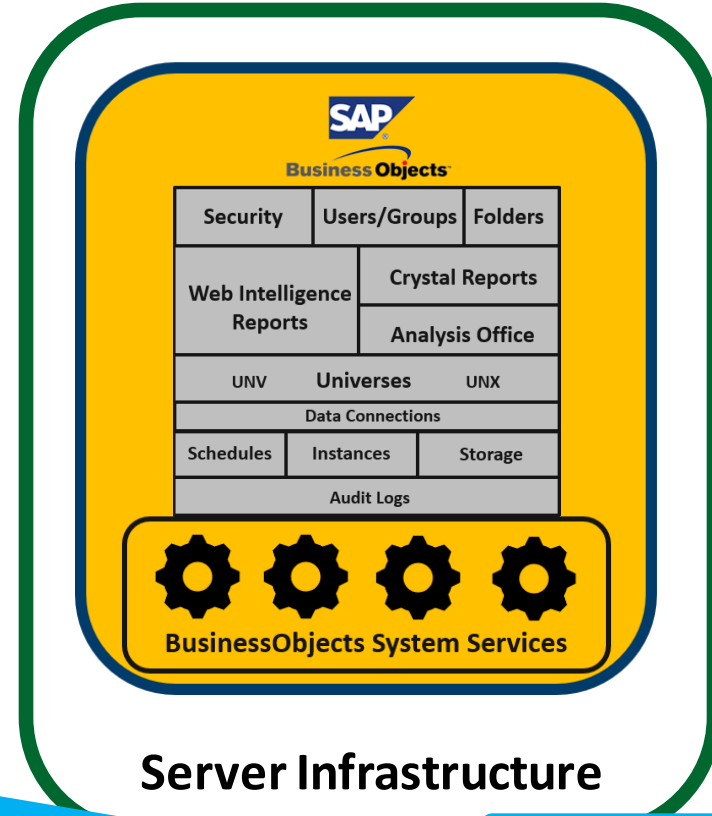 SAP
®
Business Objects™
Security Users/Groups Folders
Web Intelligence
Reports
Crystal Reports
Analysis Office
UNV Universes UNX
Data Connections
Schedules Instances Storage
Audit Logs
BusinessObjects System Services
Server Infrastructure